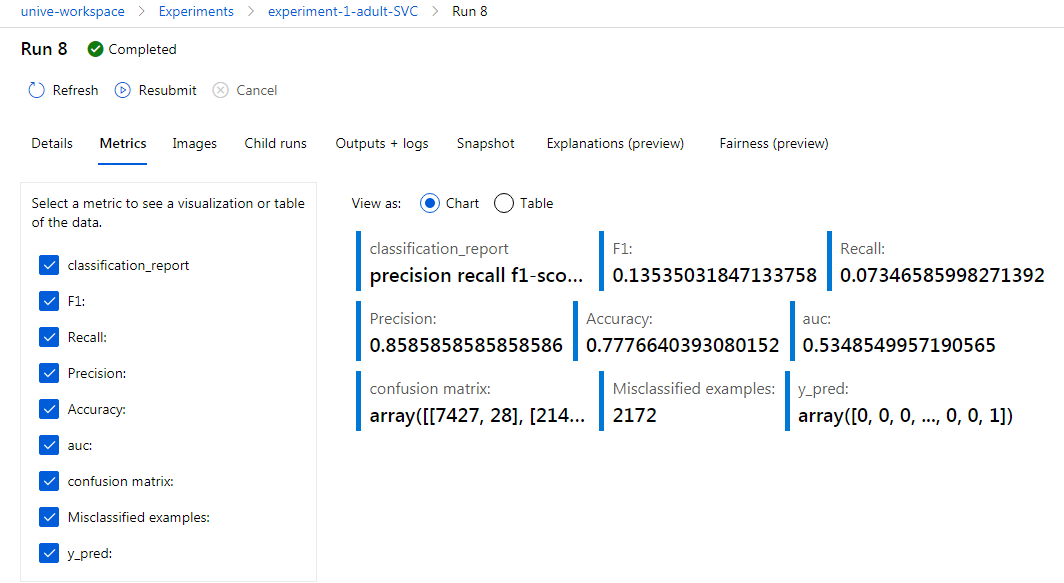 unive-workspace > Experiments > experiment-1-adult-SVC > Run 8
Run 8 Completed
Refresh Resubmit Cancel
Details Metrics Images Child runs Outputs + logs Snapshot Explanations (preview) Fairness (preview)
Select a metric to see a visualization or table
of the data.
classification_report
F1:
Recall:
Precision:
Accuracy:
auc:
confusion matrix:
Misclassified examples:
y_pred:
View as: Chart Table
classification_report
precision recall f1-sco...
F1:
0.13535031847133758
Recall:
0.07346585998271392
Precision:
0.8585858585858586
Accuracy:
0.7776640393080152
auc:
0.5348549957190565
confusion matrix:
array([[7427, 28], [214...
Misclassified examples:
2172
y_pred:
array([0, 0, 0, ..., 0, 0, 1])